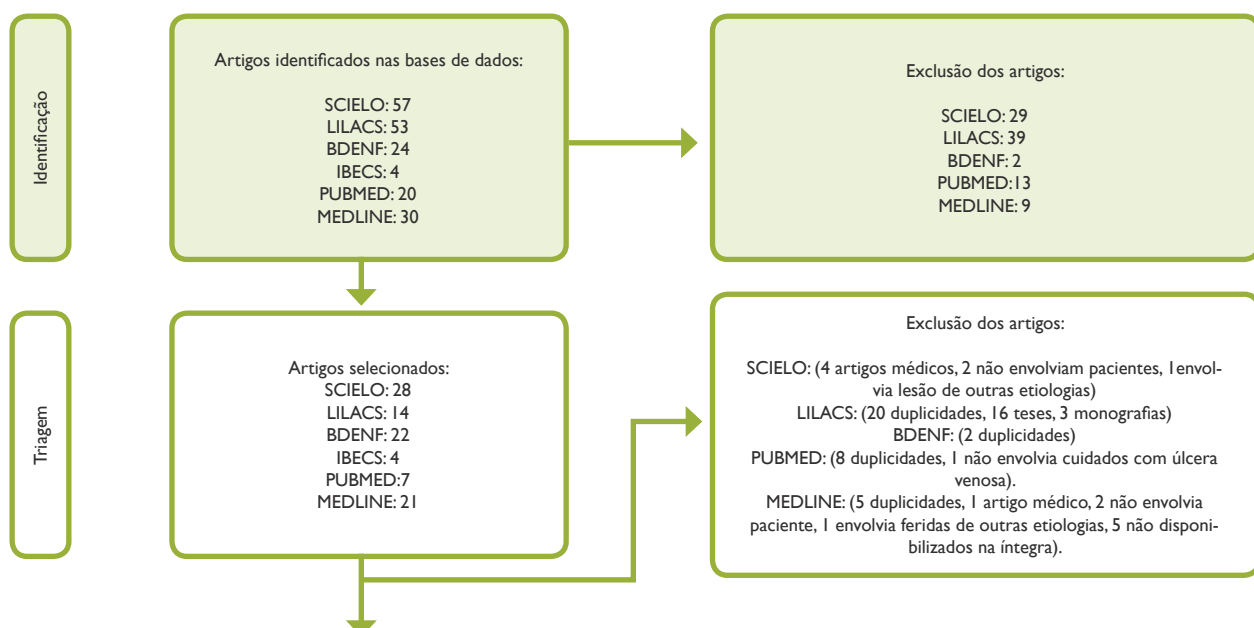 Identificação
Artigos identificados nas bases de dados:
SCIELO: 57
LILACS: 53
BDENF: 24
IBECS: 4
PUBMED: 20
MEDLINE: 30
Exclusão dos artigos:
SCIELO: 29
LILACS: 39
BDENF: 2
PUBMED:13
MEDLINE: 9
Triagem
Artigos selecionados:
SCIELO: 28
LILACS: 14
BDENF: 22
IBECS: 4
PUBMED:7
MEDLINE: 21
Exclusão dos artigos:
SCIELO: (4 artigos médicos, 2 não envolviam pacientes, 1envol-
via lesão de outras etiologias)
LILACS: (20 duplicidades, 16 teses, 3 monografias)
BDENF: (2 duplicidades)
PUBMED: (8 duplicidades, 1 não envolvia cuidados com úlcera
venosa).
MEDLINE: (5 duplicidades, 1 artigo médico, 2 não envolvia
paciente, 1 envolvia feridas de outras etiologias, 5 não disponi-
bilizados na íntegra).